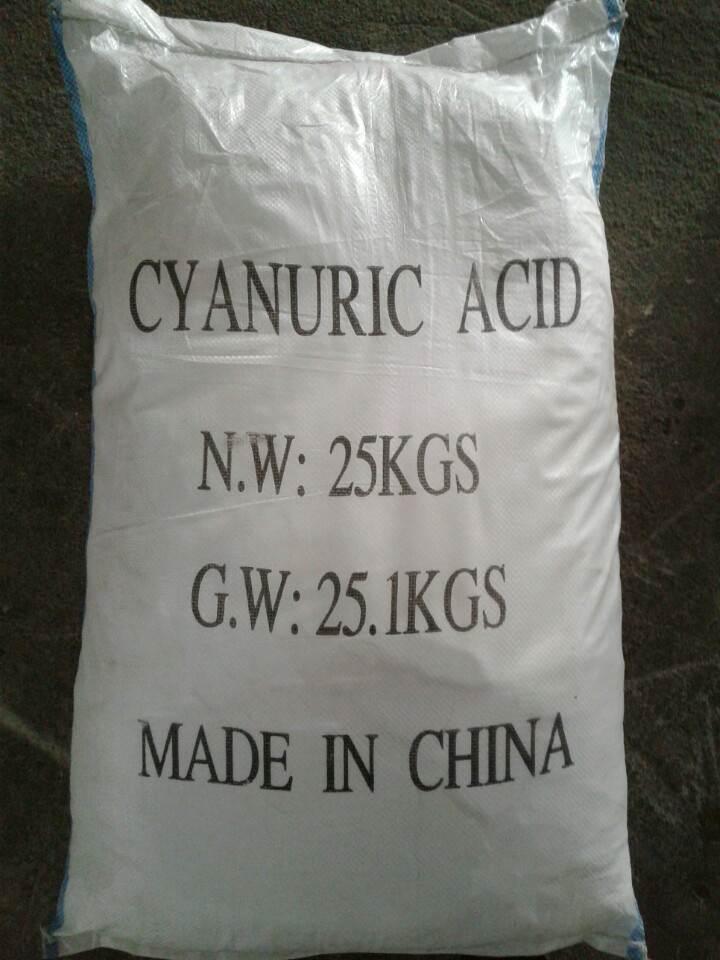 CYANURIC ACID
N.W: 25KGS
G.W: 25.1KGS
MADE IN CHINA